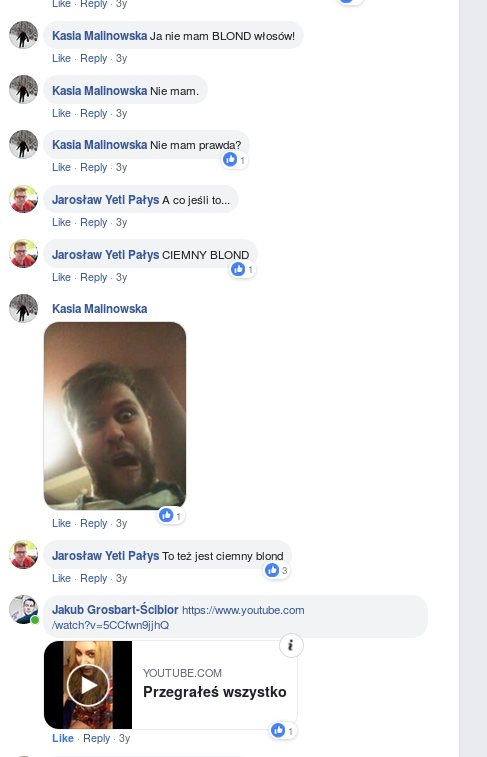 Like · Reply · 3y
Kasia Malinowska Ja nie mam BLOND włosów!
Like · Reply · 3y
Kasia Malinowska Nie mam.
Like · Reply · 3y
Kasia Malinowska Nie mam prawda?
1
Like · Reply · 3y
Jarosław Yeti Pałys A co jeśli to...
Like · Reply · 3y
Jarosław Yeti Pałys CIEMNY BLOND
1
Like · Reply · 3y
Kasia Malinowska
1
Like · Reply · 3y
Jarosław Yeti Pałys To też jest ciemny blond
3
Like · Reply · 3y
Jakub Grosbart-Ścibior https://www.youtube.com
/watch?v=5CCfwn9jjhQ
i
YOUTUBE.COM
Przegrałeś wszystko
1
Like · Reply · 3y